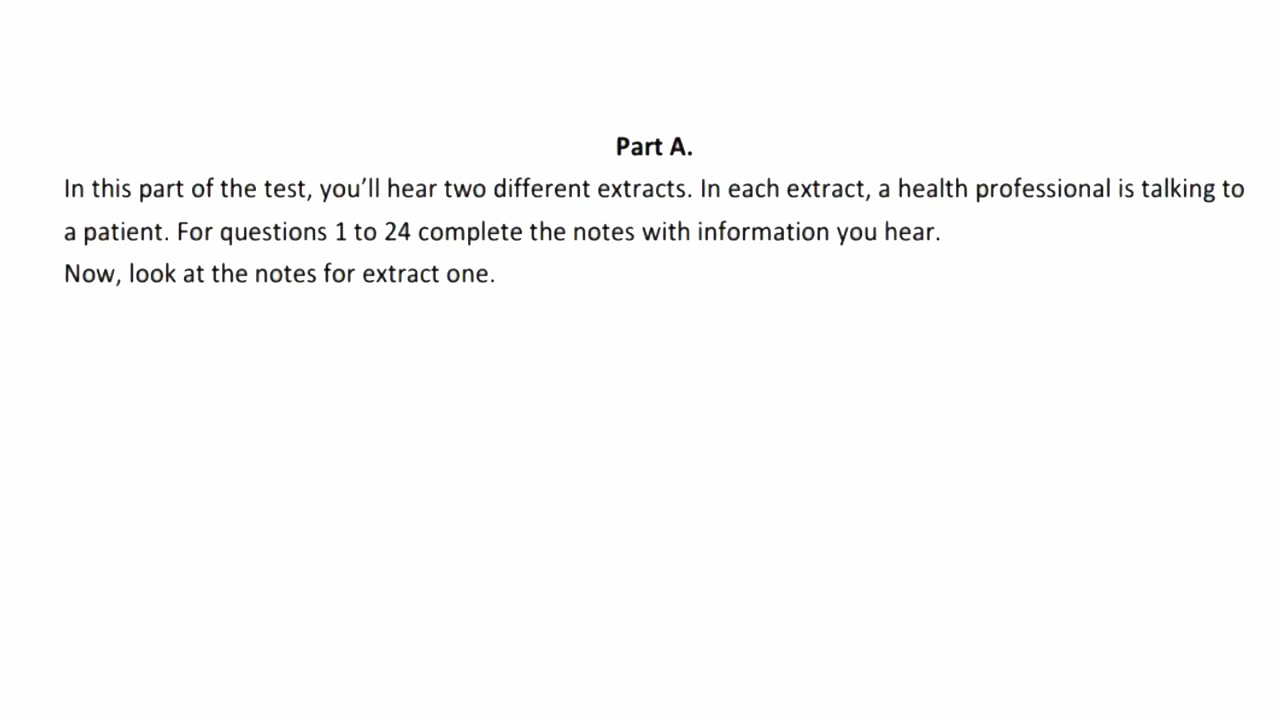 Part A.
In this part of the test, you’ll hear two different extracts. In each extract, a health professional is talking to
a patient. For questions 1 to 24 complete the notes with information you hear.
Now, look at the notes for extract one.